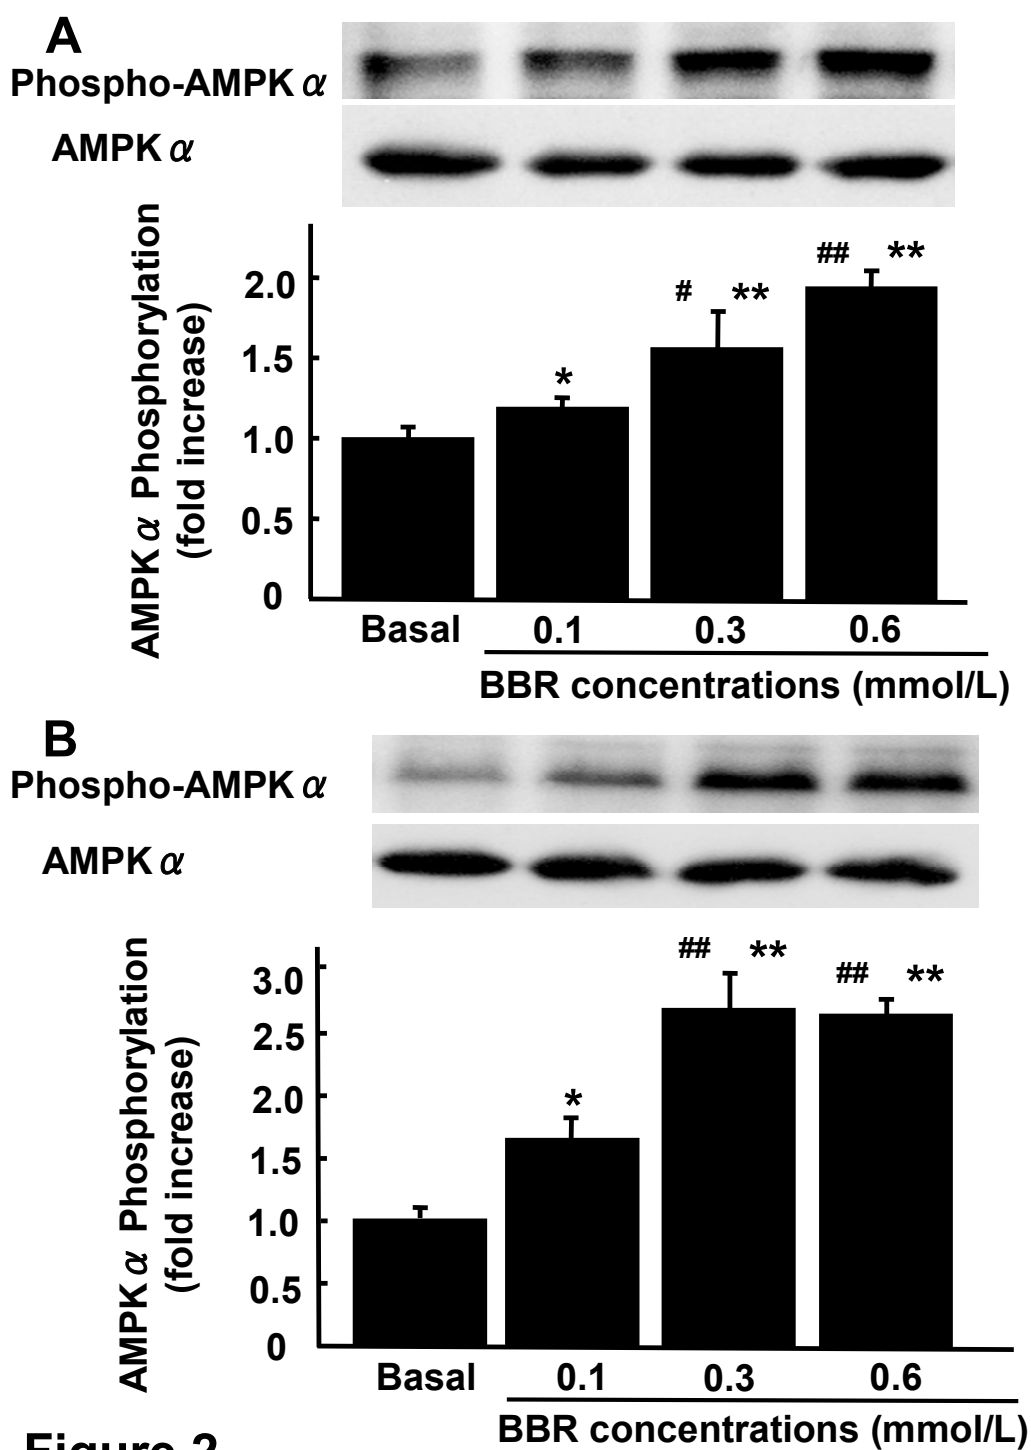 A
Phospho-AMPKα
AMPKα
AMPKα Phosphorylation
(fold increase)
2.0
1.5
1.0
0.5
0
*
# **
## **
Basal 0.1 0.3 0.6
BBR concentrations (mmol/L)
B
Phospho-AMPKα
AMPKα
AMPKα Phosphorylation
(fold increase)
3.0
2.5
2.0
1.5
1.0
0.5
0
*
## **
## **
Basal 0.1 0.3 0.6
BBR concentrations (mmol/L)
Figure 2